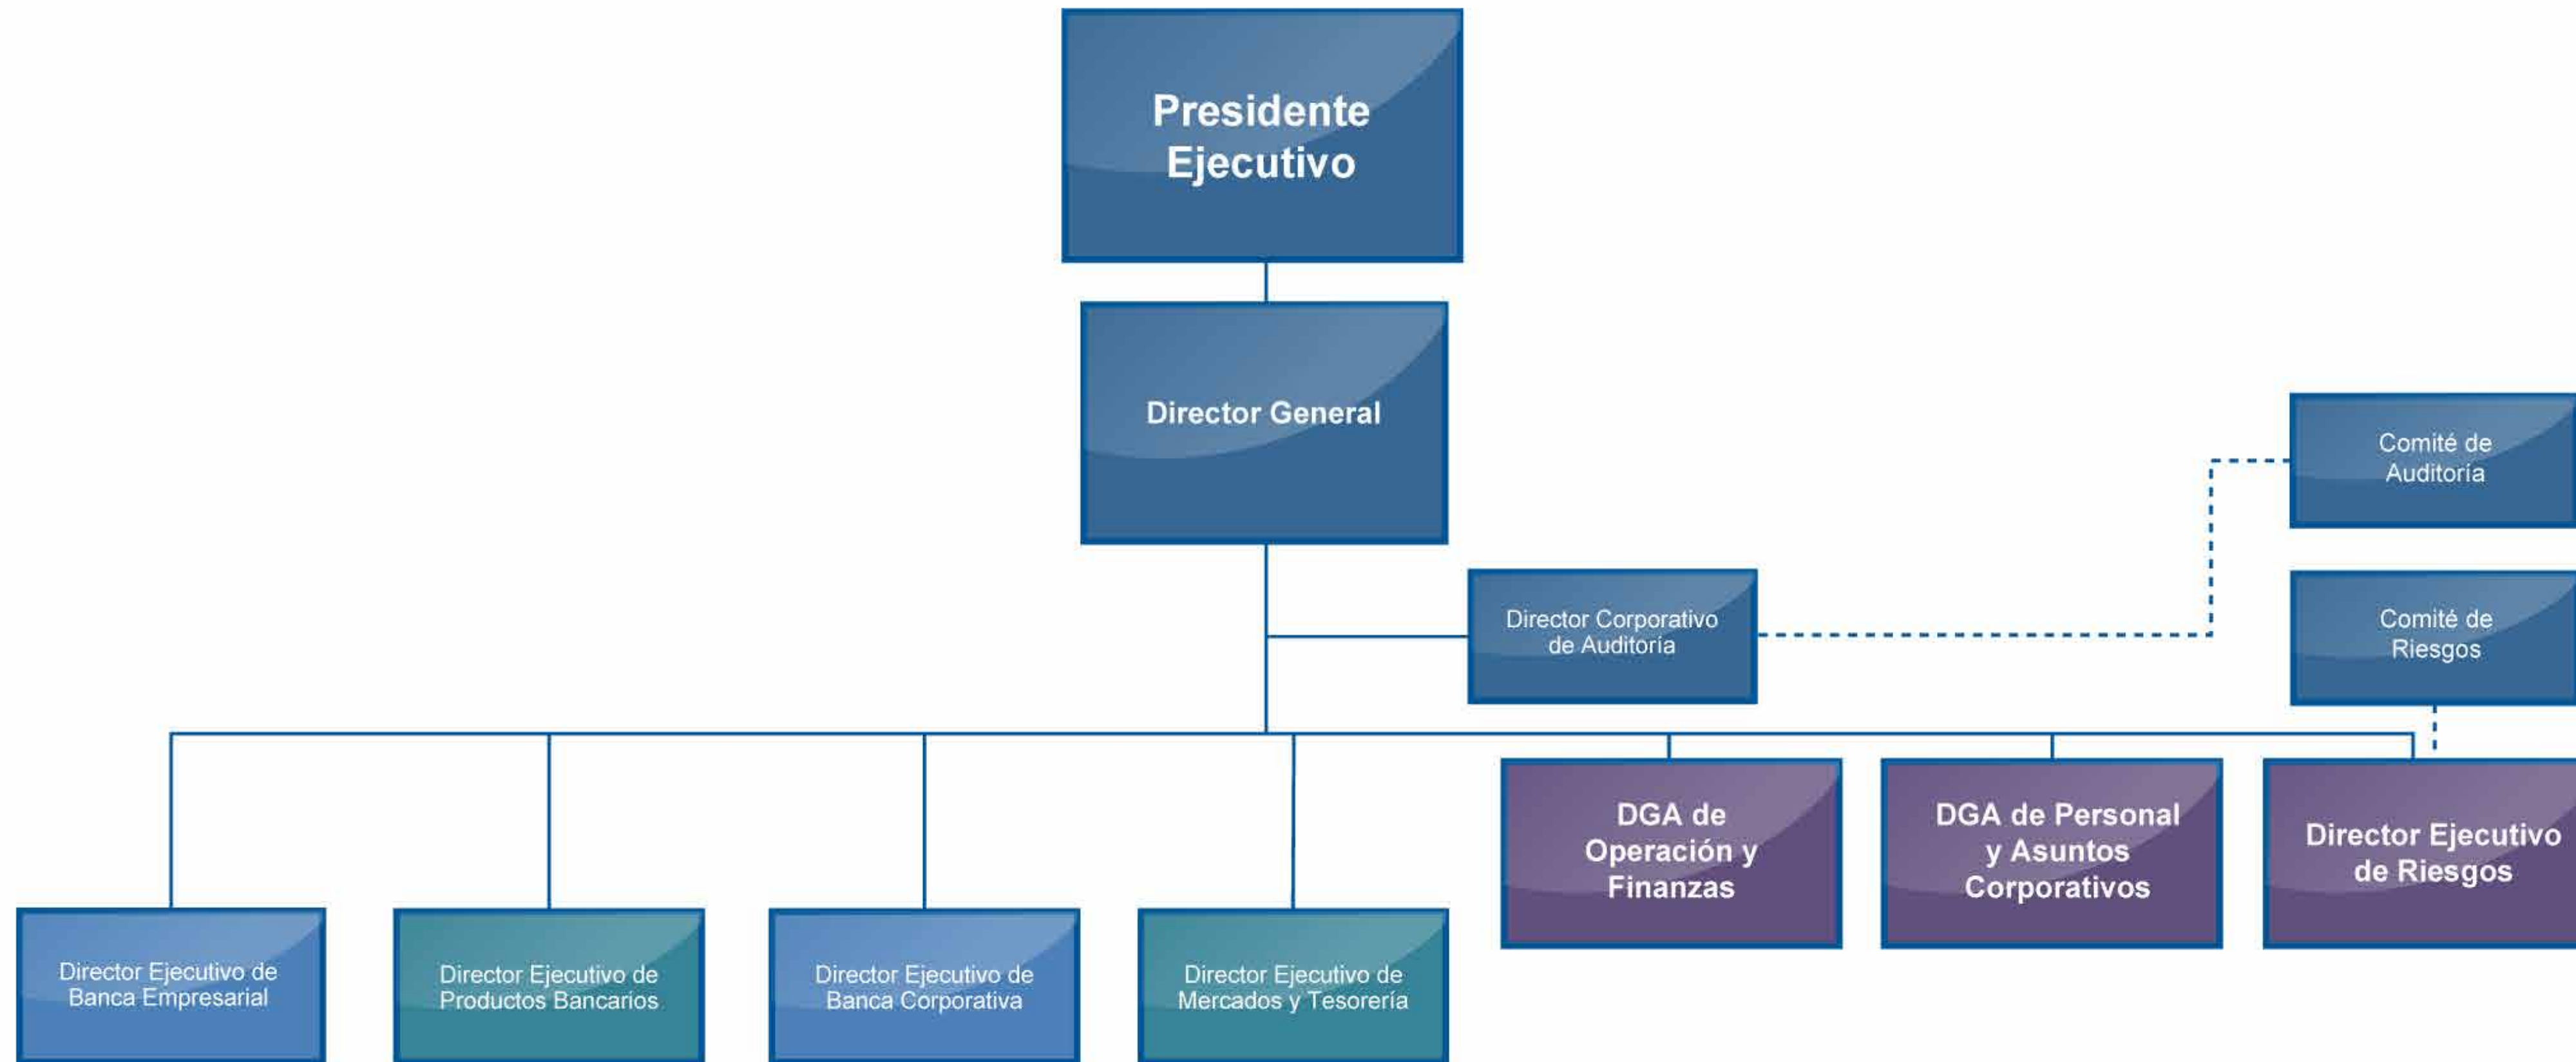 Presidente
Ejecutivo
Director General
Comité de
Auditoría
Director Corporativo
de Auditoría
Comité de
Riesgos
DGA de
Operación y
Finanzas
DGA de Personal
y Asuntos
Corporativos
Director Ejecutivo
de Riesgos
Director Ejecutivo de
Banca Empresarial
Director Ejecutivo de
Productos Bancarios
Director Ejecutivo de
Banca Corporativa
Director Ejecutivo de
Mercados y Tesorería